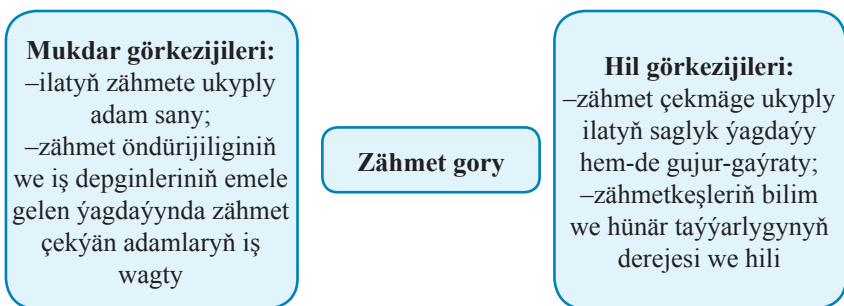 Mukdar görkezijileri:
–ilatyň zähmete ukyply
adam sany;
–zähmet öndürijiliginiň
we iş depginleriniň emele
gelen ýagdaýynda zähmet
çekýän adamlaryň iş
wagty
Zähmet gory
Hil görkezijileri:
–zähmet çekmäge ukyply
ilatyň saglyk ýagdaýy
hem-de gujur-gaýraty;
–zähmetkeşleriň bilim
we hünär taýýarlygynyň
derejesi we hili